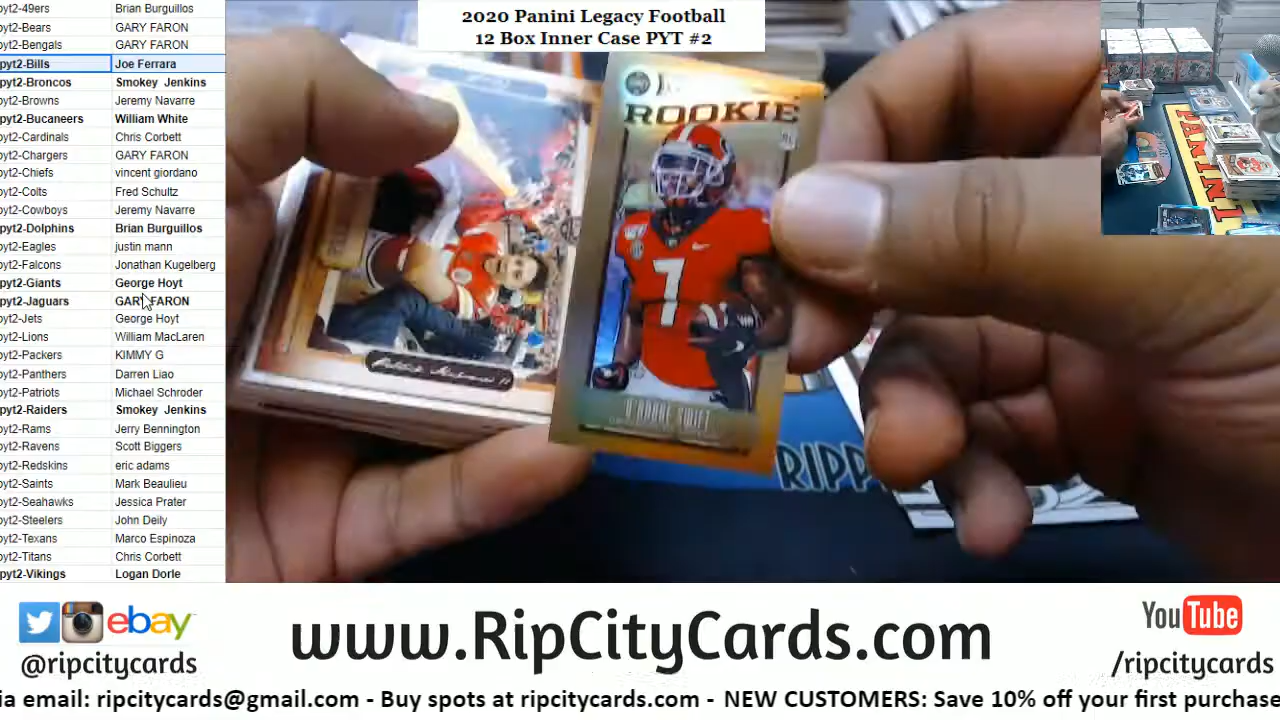 2020 Panini Legacy Football
12 Box Inner Case PYT #2
pyt2-49ers Brian Burguillos
pyt2-Bears GARY FARON
pyt2-Bengals GARY FARON
pyt2-Bills Joe Ferrara
pyt2-Broncos Smokey Jenkins
pyt2-Browns Jeremy Navarre
pyt2-Bucaneers William White
pyt2-Cardinals Chris Corbett
pyt2-Chargers GARY FARON
pyt2-Chiefs vincent giordano
pyt2-Colts Fred Schultz
pyt2-Cowboys Jeremy Navarre
pyt2-Dolphins Brian Burguillos
pyt2-Eagles justin mann
pyt2-Falcons Jonathan Kugelberg
pyt2-Giants George Hoyt
pyt2-Jaguars GARY FARON
pyt2-Jets George Hoyt
pyt2-Lions William MacLaren
pyt2-Packers KIMMY G
pyt2-Panthers Darren Liao
pyt2-Patriots Michael Schroder
pyt2-Raiders Smokey Jenkins
pyt2-Rams Jerry Bennington
pyt2-Ravens Scott Biggers
pyt2-Redskins eric adams
pyt2-Saints Mark Beaulieu
pyt2-Seahawks Jessica Prater
pyt2-Steelers John Deily
pyt2-Texans Marco Espinoza
pyt2-Titans Chris Corbett
pyt2-Vikings Logan Dorle
ROOKIE
7
D'ANDRE SWIFT
RIPP
PANINI
ebay
@ripcitycards
www.RipCityCards.com
YouTube
/ripcitycards
ia email: ripcitycards@gmail.com - Buy spots at ripcitycards.com - NEW CUSTOMERS: Save 10% off your first purchase